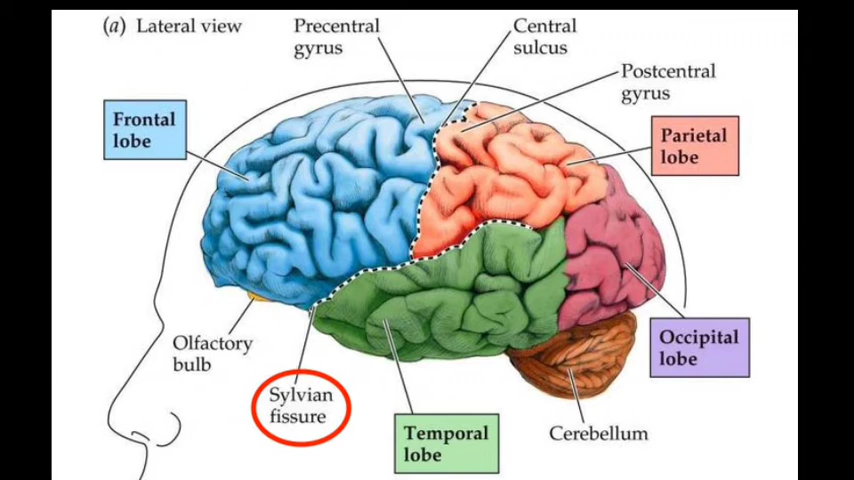 (a) Lateral view
Precentral
gyrus
Central
sulcus
Postcentral
gyrus
Frontal
lobe
Parietal
lobe
Olfactory
bulb
Occipital
lobe
Sylvian
fissure
Temporal
lobe
Cerebellum